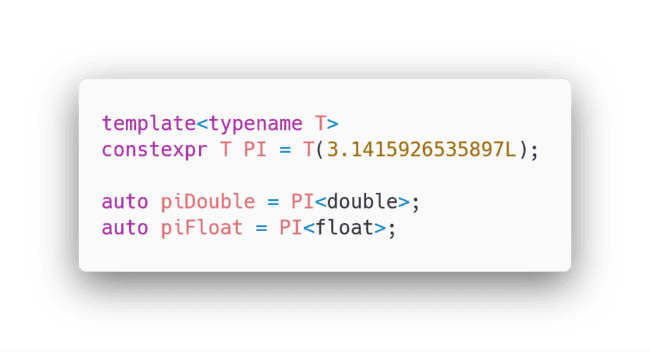 template<typename T>
constexpr T PI = T(3.1415926535897L);
auto piDouble = PI<double>;
auto piFloat = PI<float>;